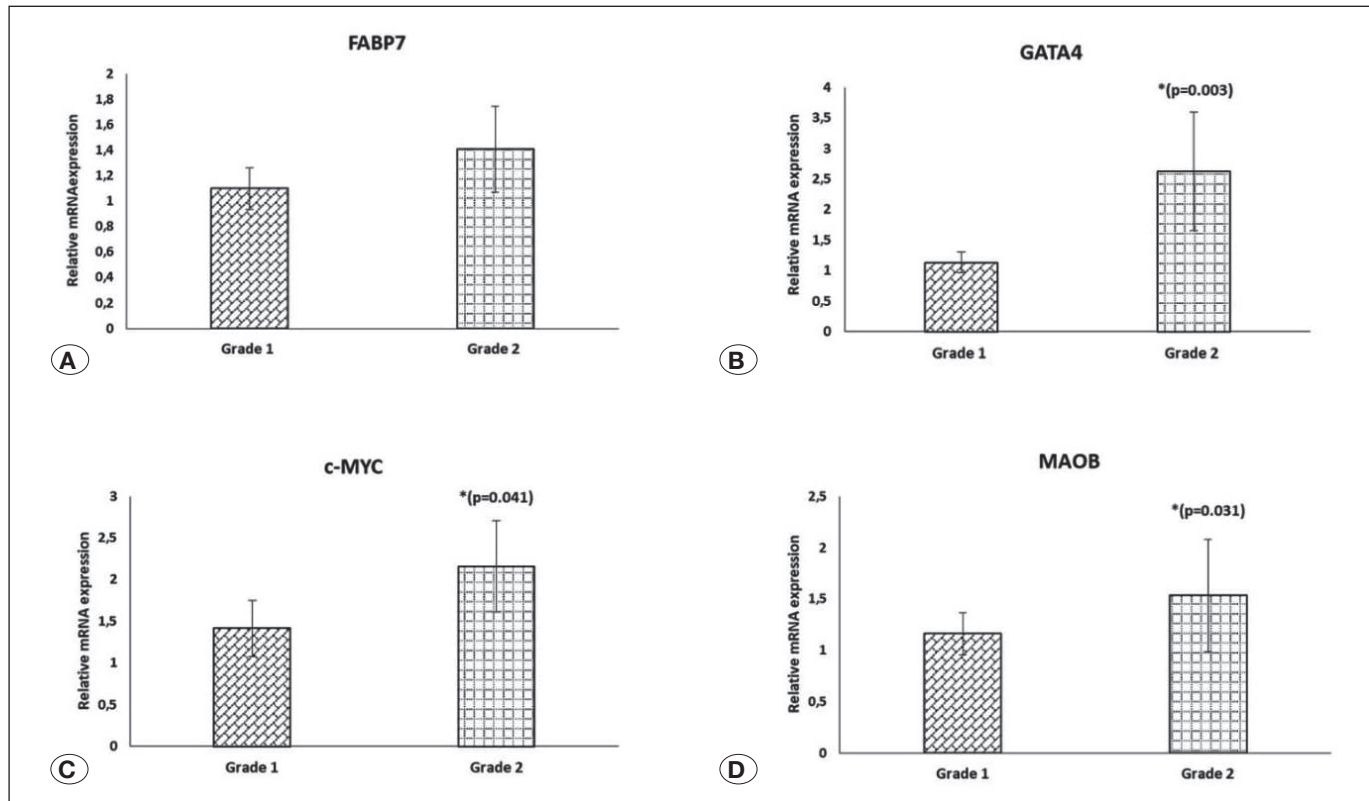 FABP7
Relative mRNAexpression
2
1,8
1,6
1,4
1,2
1
0,8
0,6
0,4
0,2
0
Grade 1 Grade 2
A
GATA4
*(p=0.003)
Relative mRNA expression
4
3,5
3
2,5
2
1,5
1
0,5
0
Grade 1 Grade 2
B
c-MYC
*(p=0.041)
Relative mRNA expression
3
2,5
2
1,5
1
0,5
0
Grade 1 Grade 2
C
MAOB
*(p=0.031)
Relative mRNA expression
2,5
2
1,5
1
0,5
0
Grade 1 Grade 2
D